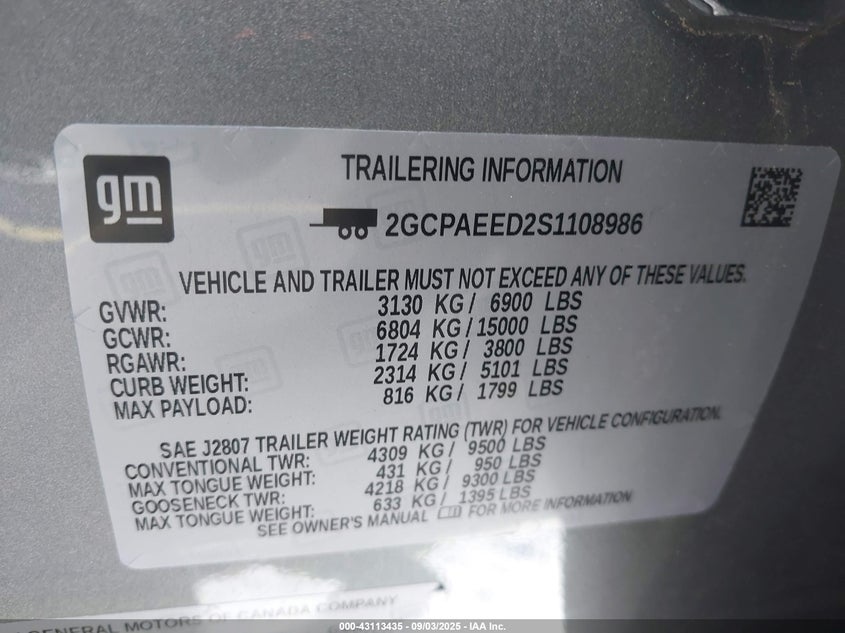 gm
TRAILERING INFORMATION
2GCPAEED2S1108986
VEHICLE AND TRAILER MUST NOT EXCEED ANY OF THESE VALUES.
GVWR: 3130 KG / 6900 LBS
GCWR: 6804 KG / 15000 LBS
RGAWR: 1724 KG / 3800 LBS
CURB WEIGHT: 2314 KG / 5101 LBS
MAX PAYLOAD: 816 KG / 1799 LBS
SAE J2807 TRAILER WEIGHT RATING (TWR) FOR VEHICLE CONFIGURATION.
CONVENTIONAL TWR: 4309 KG / 9500 LBS
MAX TONGUE WEIGHT: 431 KG / 950 LBS
GOOSENECK TWR: 4218 KG / 9300 LBS
MAX TONGUE WEIGHT: 633 KG / 1395 LBS
SEE OWNER'S MANUAL FOR MORE INFORMATION
GENERAL MOTORS OF CANADA COMPANY
000-43113435 - 09/03/2025 - IAA Inc.